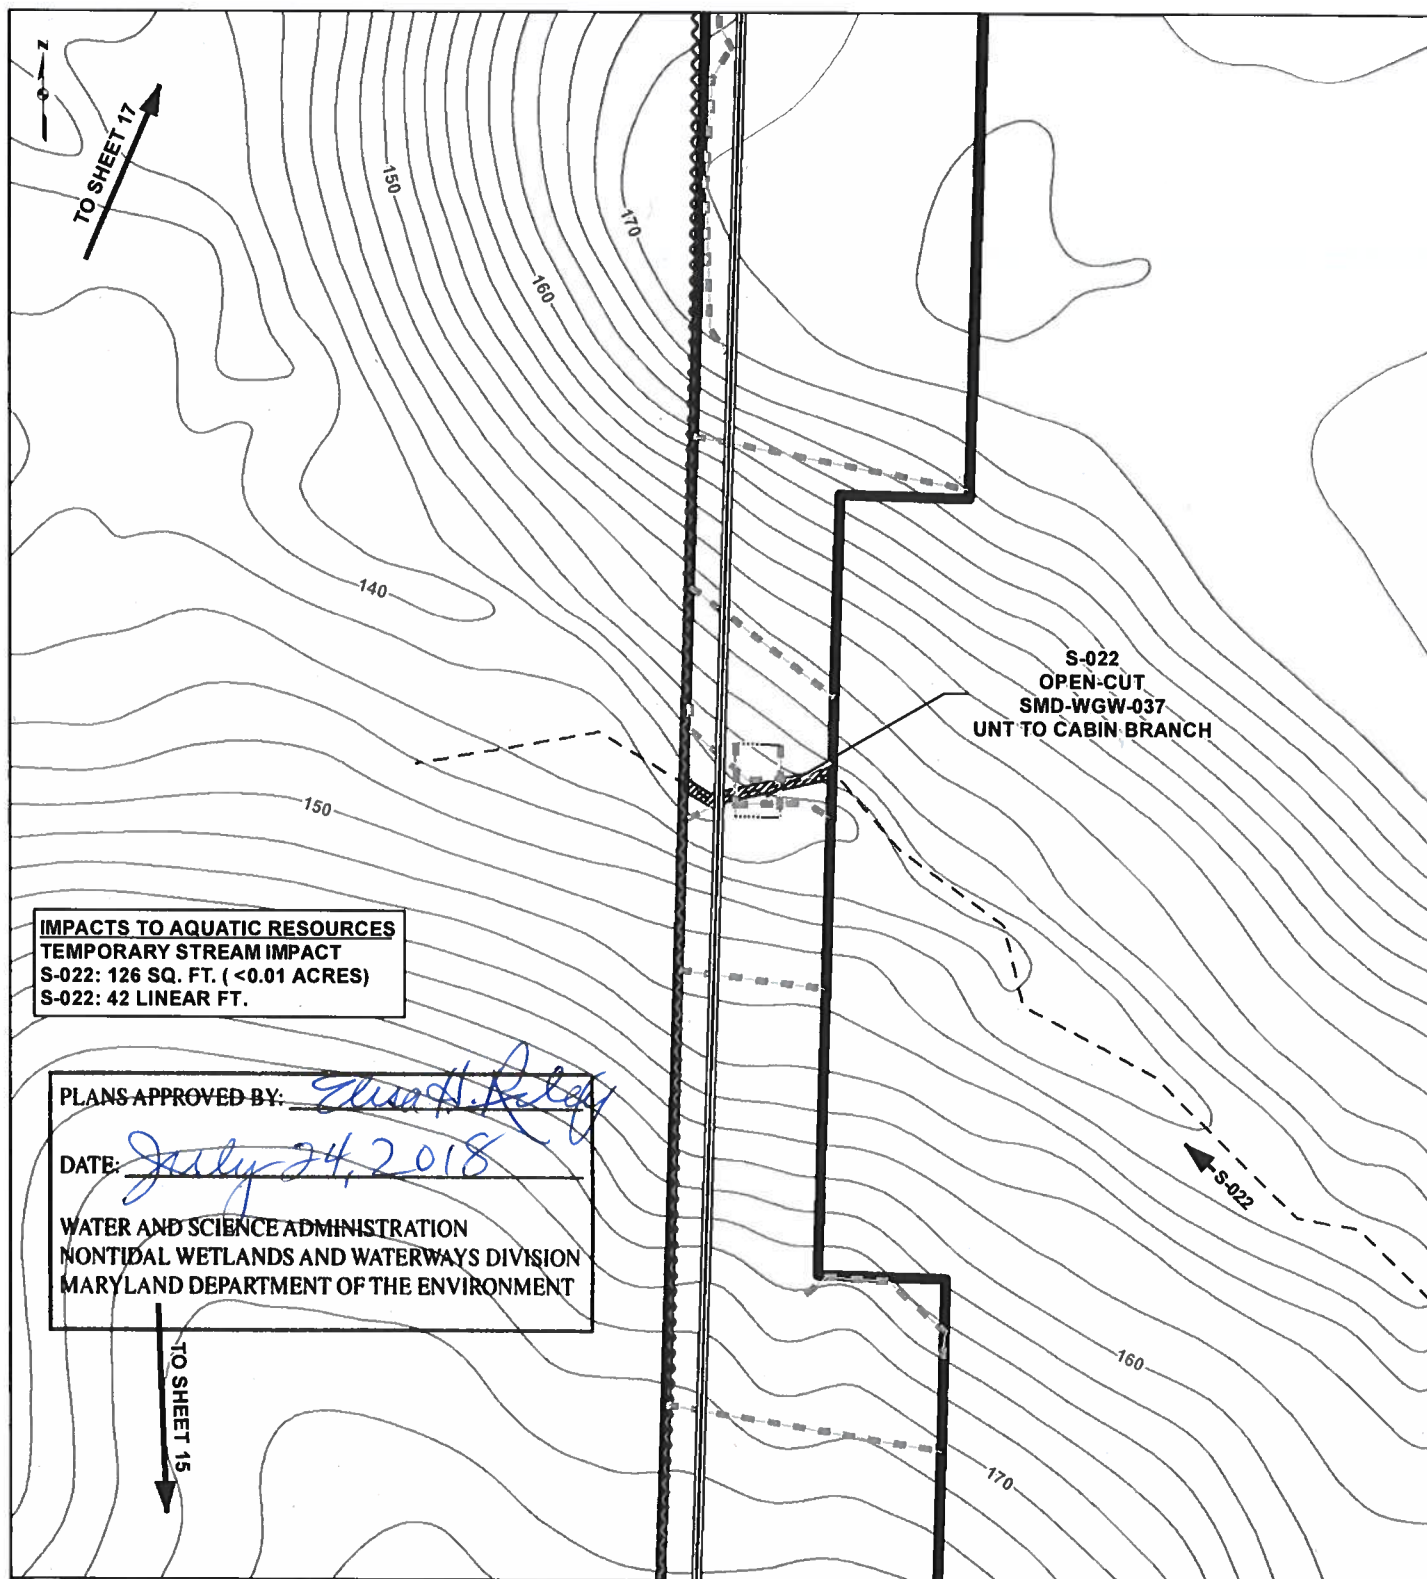 N
TO SHEET 17
150
170
160
140
S-022
OPEN-CUT
SMD-WGW-037
UNT TO CABIN BRANCH
150
IMPACTS TO AQUATIC RESOURCES
TEMPORARY STREAM IMPACT
S-022: 126 SQ. FT. ( <0.01 ACRES)
S-022: 42 LINEAR FT.
PLANS APPROVED BY: Elisa H.
DATE: July 24, 2018
WATER AND SCIENCE ADMINISTRATION
NONTIDAL WETLANDS AND WATERWAYS DIVISION
MARYLAND DEPARTMENT OF THE ENVIRONMENT
S-022
TO SHEET 15
160
170